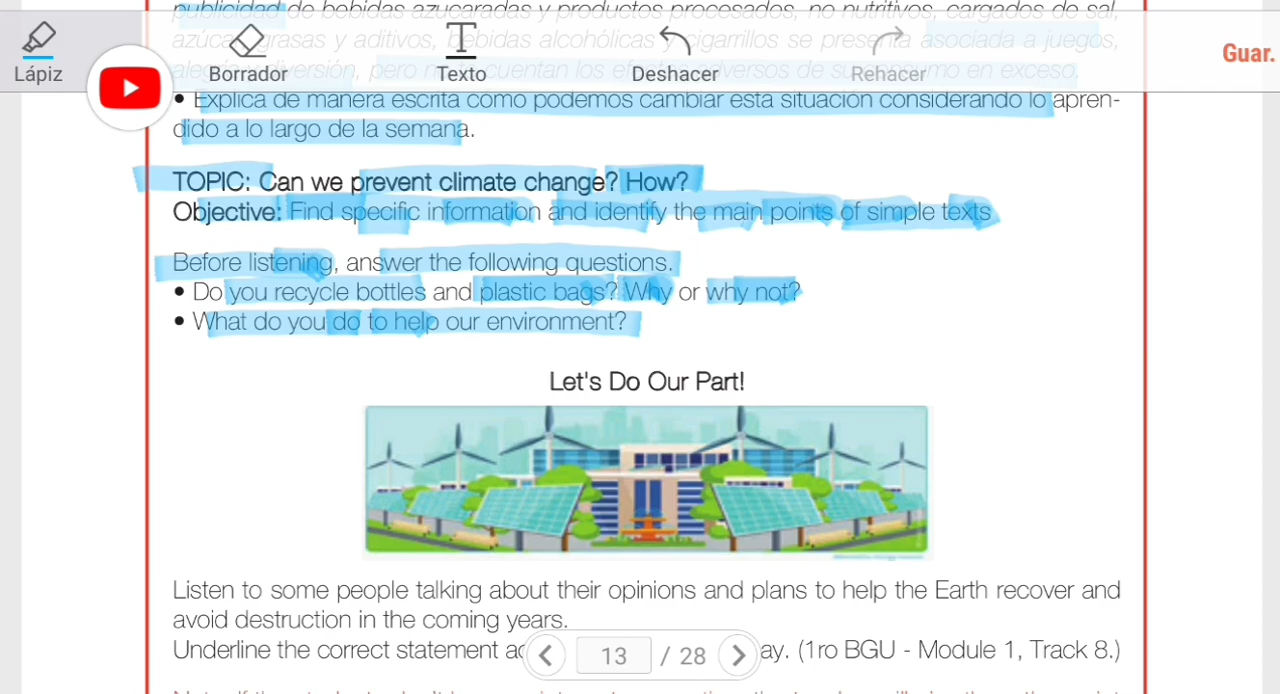 publicidad de bebidas azucaradas y productos procesados, no nutritivos, cargados de sal,
azúcar, grasas y aditivos, bebidas alcohólicas y cigarrillos se presenta asociada a juegos,
alegría y diversión, pero no te cuentan los efectos adversos de su consumo en exceso.
Lápiz
Borrador
Texto
Deshacer
Rehacer
Guar.
• Explica de manera escrita cómo podemos cambiar esta situación considerando lo apren-
dido a lo largo de la semana.
TOPIC: Can we prevent climate change? How?
Objective: Find specific information and identify the main points of simple texts
Before listening, answer the following questions.
• Do you recycle bottles and plastic bags? Why or why not?
• What do you do to help our environment?
Let's Do Our Part!
Listen to some people talking about their opinions and plans to help the Earth recover and
avoid destruction in the coming years.
Underline the correct statement ay. (1ro BGU - Module 1, Track 8.)
13 / 28